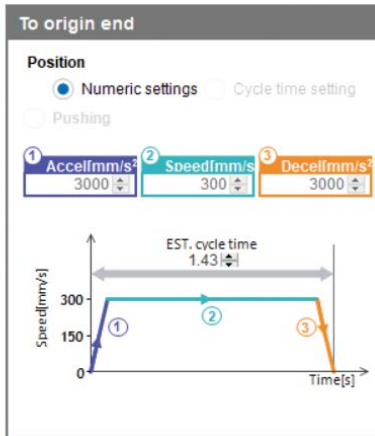 To origin end
Position
Numeric settings Cycle time setting
Pushing
1 Accel[mm/s² 2 Speed[mm/s 3 Decel[mm/s²
3000 300 3000
EST. cycle time
1.43
Speed[mm/s]
300
150
0
1 2 3
Time[s]